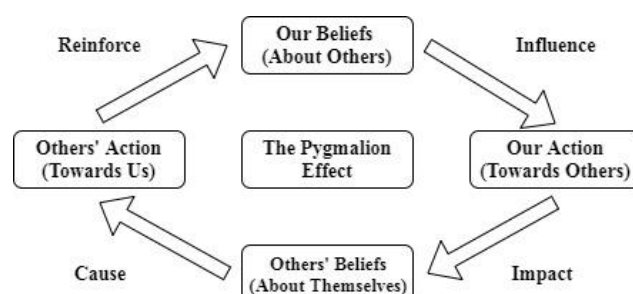 Reinforce
Our Beliefs
(About Others)
Influence
Others' Action
(Towards Us)
The Pygmalion
Effect
Our Action
(Towards Others)
Cause
Others' Beliefs
(About Themselves)
Impact